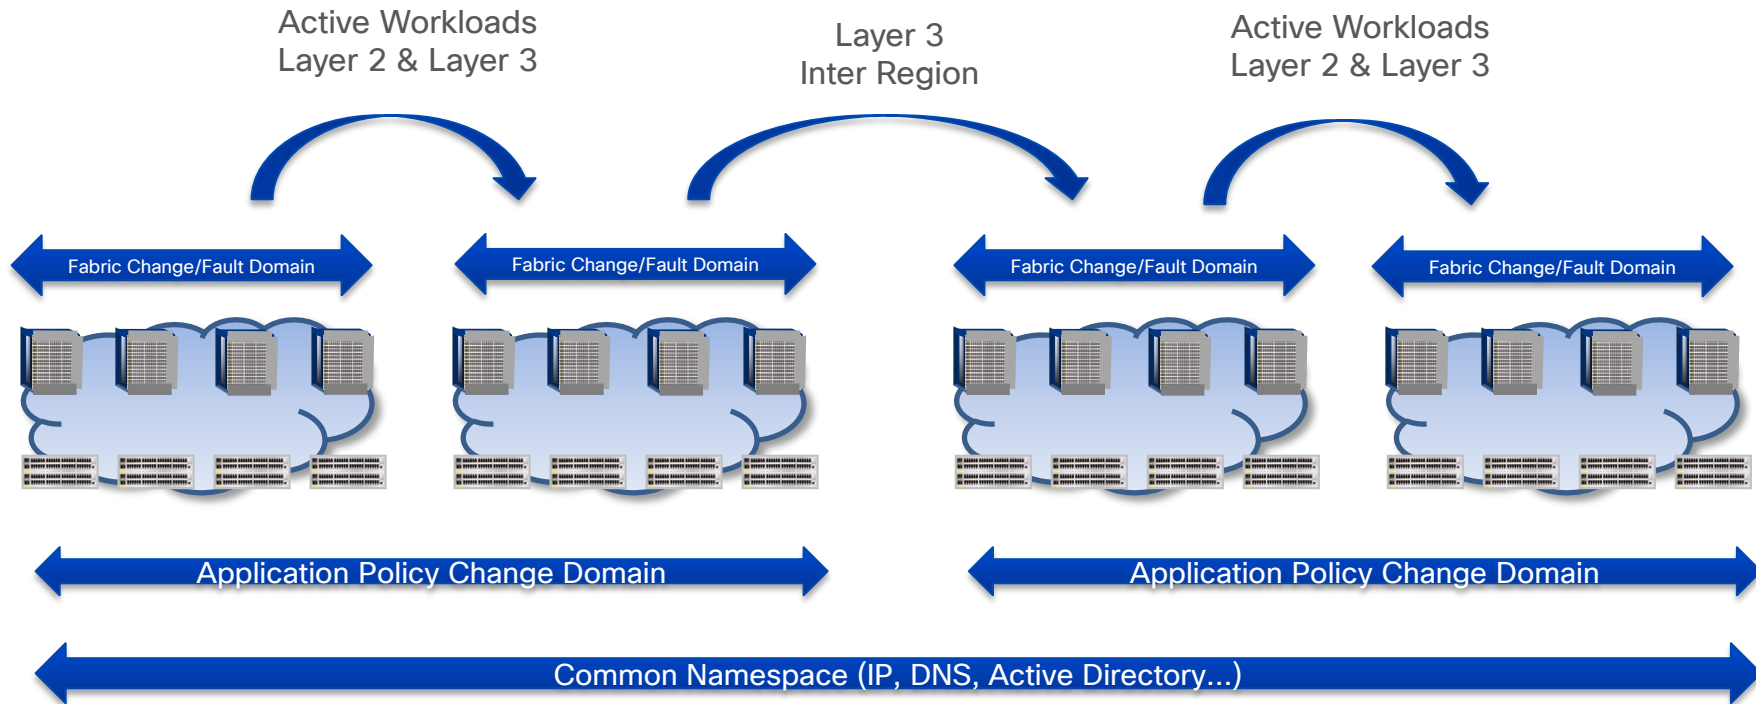 Active Workloads
Layer 2 & Layer 3
Layer 3
Inter Region
Active Workloads
Layer 2 & Layer 3
Fabric Change/Fault Domain
Fabric Change/Fault Domain
Fabric Change/Fault Domain
Fabric Change/Fault Domain
Application Policy Change Domain
Application Policy Change Domain
Common Namespace (IP, DNS, Active Directory...)